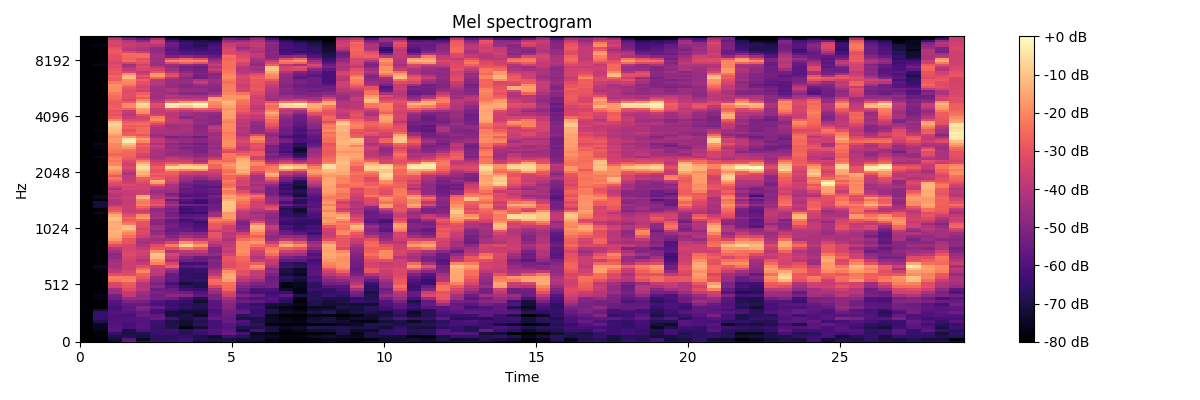 Mel spectrogram
Hz
8192
4096
2048
1024
512
0
0 5 10 15 20 25
Time
+0 dB
-10 dB
-20 dB
-30 dB
-40 dB
-50 dB
-60 dB
-70 dB
-80 dB